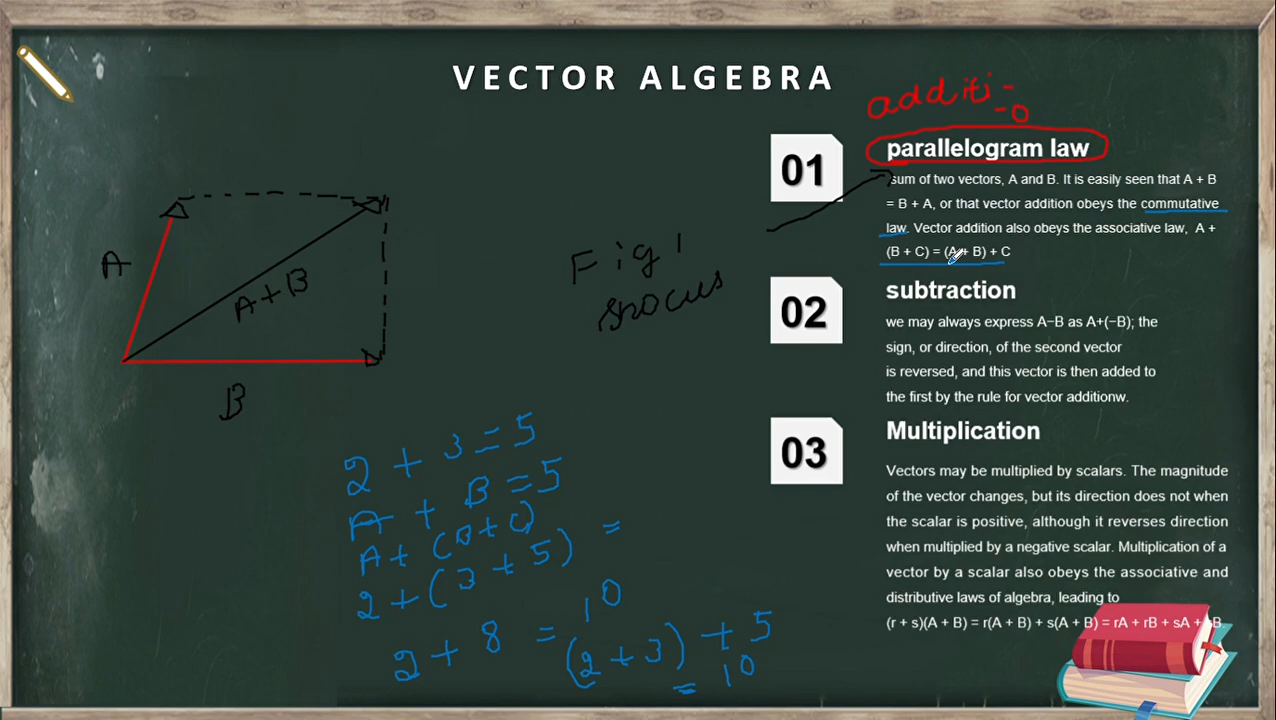 VECTOR ALGEBRA
additi-
-o
01
parallelogram law
sum of two vectors, A and B. It is easily seen that A + B
= B + A, or that vector addition obeys the commutative
law. Vector addition also obeys the associative law, A +
(B + C) = (A + B) + C
A
A+B
B
Fig 1
02
subtraction
we may always express A−B as A+(−B); the
sign, or direction, of the second vector
is reversed, and this vector is then added to
the first by the rule for vector additionw.
03
Multiplication
Vectors may be multiplied by scalars. The magnitude
of the vector changes, but its direction does not when
the scalar is positive, although it reverses direction
when multiplied by a negative scalar. Multiplication of a
vector by a scalar also obeys the associative and
distributive laws of algebra, leading to
(r + s)(A + B) = r(A + B) + s(A + B) = rA + rB + sA + B.
2 + 3 = 5
A + B = 5
A + (B + C)
2 + (3 + 5) =
2 + 8 = 10
(2 + 3) + 5
= 10